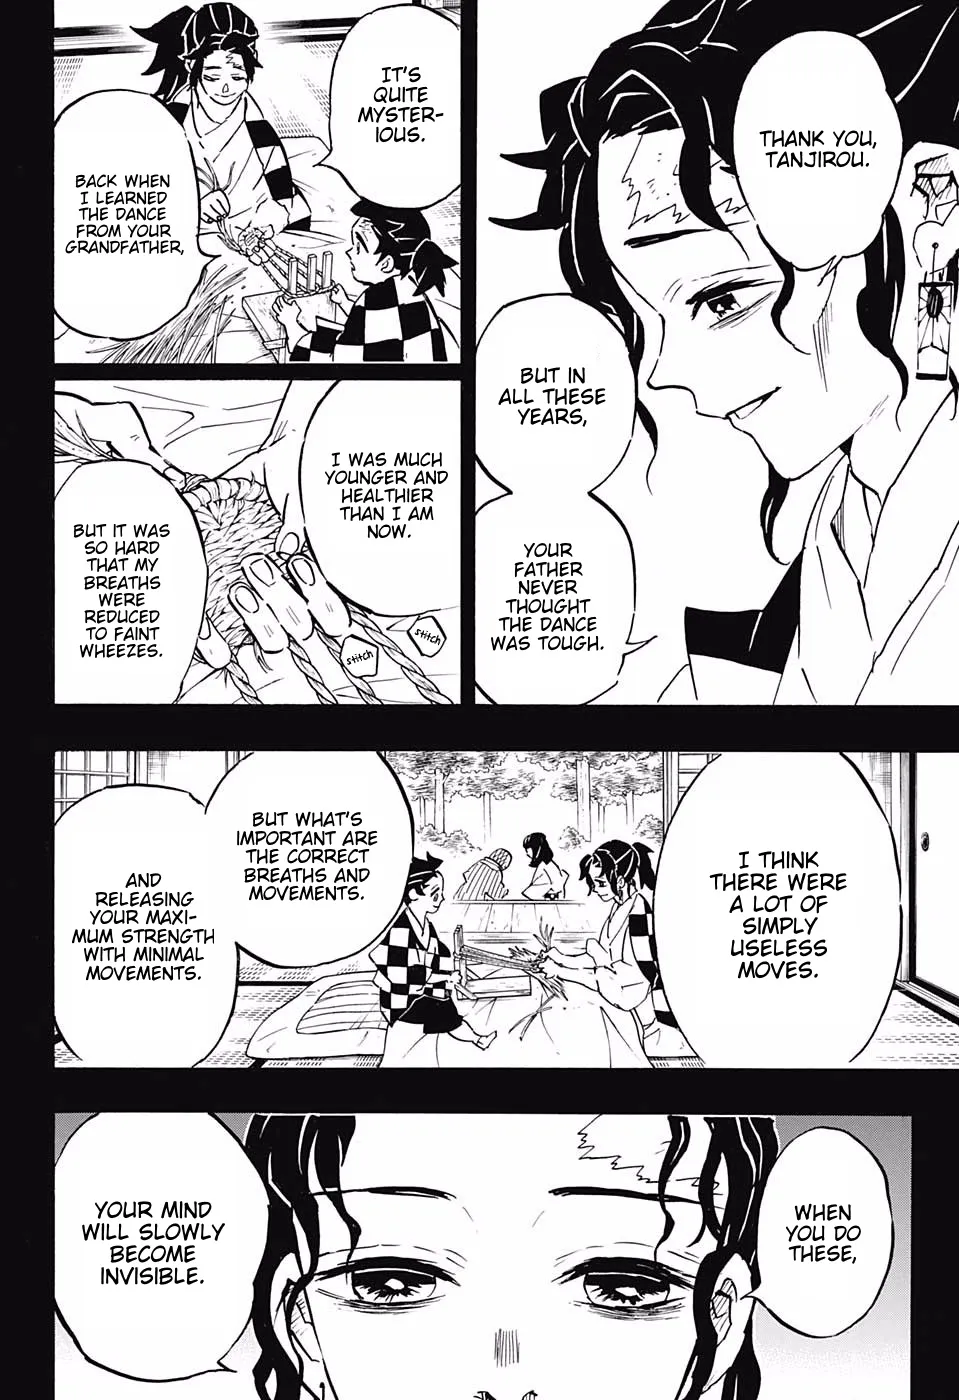 THANK YOU,
TANJIROU.
BUT IN
ALL THESE
YEARS,
YOUR
FATHER
NEVER
THOUGHT
THE DANCE
WAS TOUGH.
IT'S
QUITE
MYSTER-
IOUS.
BACK WHEN
I LEARNED
THE DANCE
FROM YOUR
GRANDFATHER,
I WAS MUCH
YOUNGER AND
HEALTHIER
THAN I AM
NOW.
BUT IT WAS
SO HARD
THAT MY
BREATHS
WERE
REDUCED
TO FAINT
WHEEZES.
stitch
stitch
I THINK
THERE WERE
A LOT OF
SIMPLY
USELESS
MOVES.
BUT WHAT'S
IMPORTANT ARE
THE CORRECT
BREATHS AND
MOVEMENTS.
AND
RELEASING
YOUR MAXI-
MUM STRENGTH
WITH MINIMAL
MOVEMENTS.
WHEN
YOU DO
THESE,
YOUR MIND
WILL SLOWLY
BECOME
INVISIBLE.